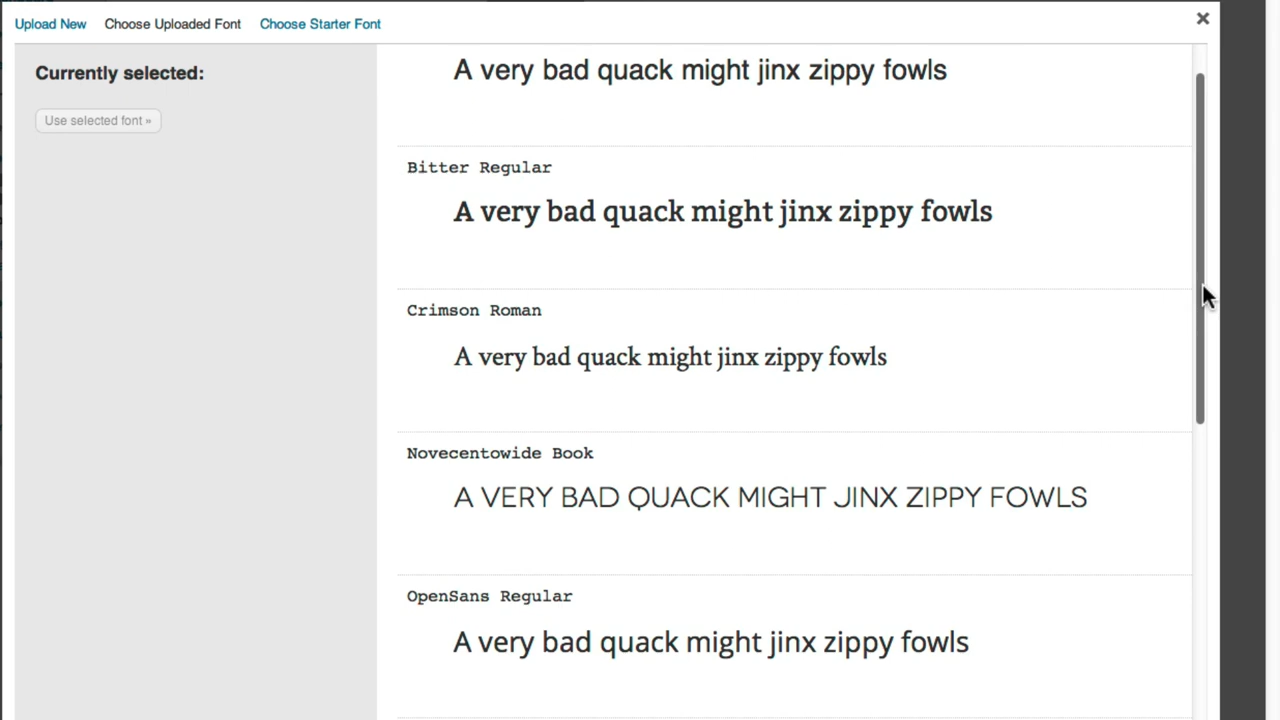 Upload New Choose Uploaded Font Choose Starter Font
Currently selected:
Use selected font »
A very bad quack might jinx zippy fowls
Bitter Regular
A very bad quack might jinx zippy fowls
Crimson Roman
A very bad quack might jinx zippy fowls
Novecentowide Book
A VERY BAD QUACK MIGHT JINX ZIPPY FOWLS
OpenSans Regular
A very bad quack might jinx zippy fowls